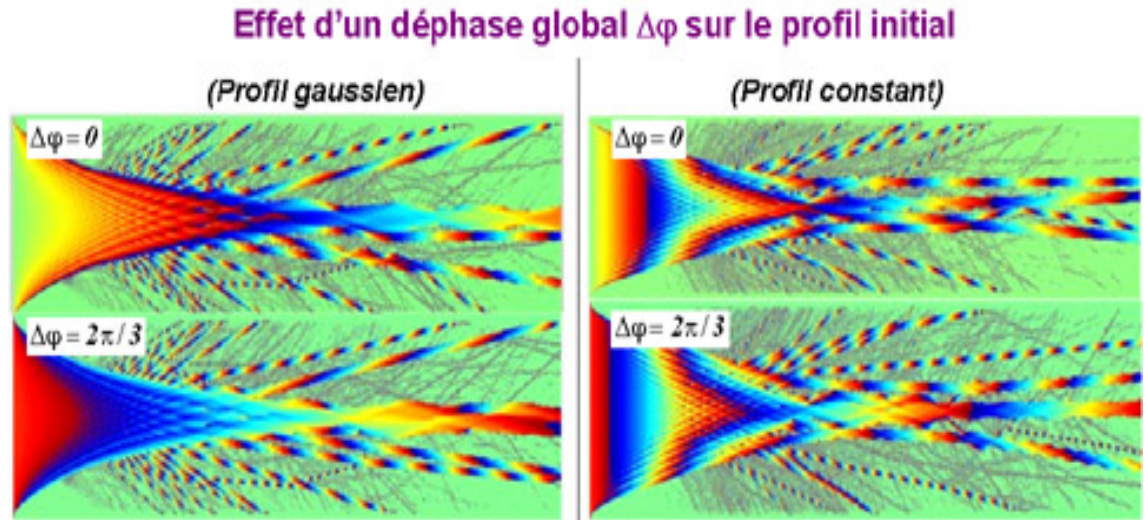 Effet d'un déphase global Δφ sur le profil initial
(Profil gaussien)
(Profil constant)
Δφ = 0
Δφ = 0
Δφ = 2π/3
Δφ = 2π/3